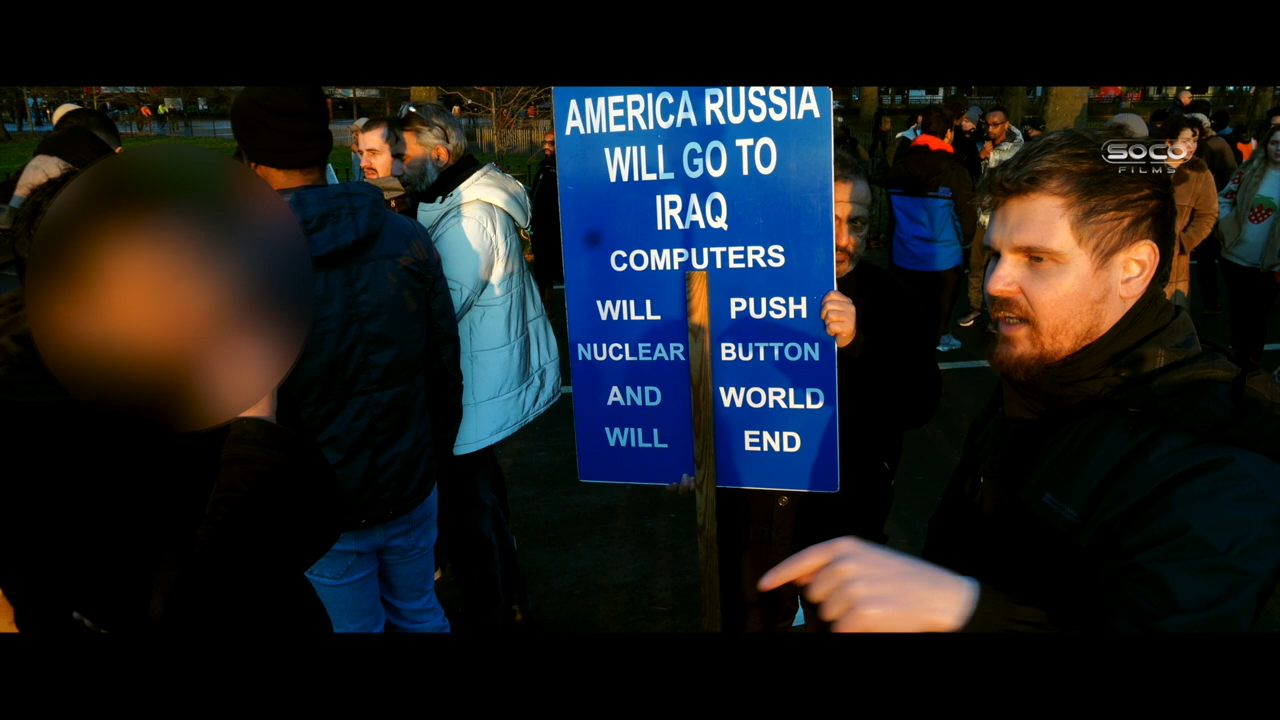 AMERICA RUSSIA
WILL GO TO
IRAQ
COMPUTERS
WILL PUSH
NUCLEAR BUTTON
AND WORLD
WILL END
SOCO
FILMS